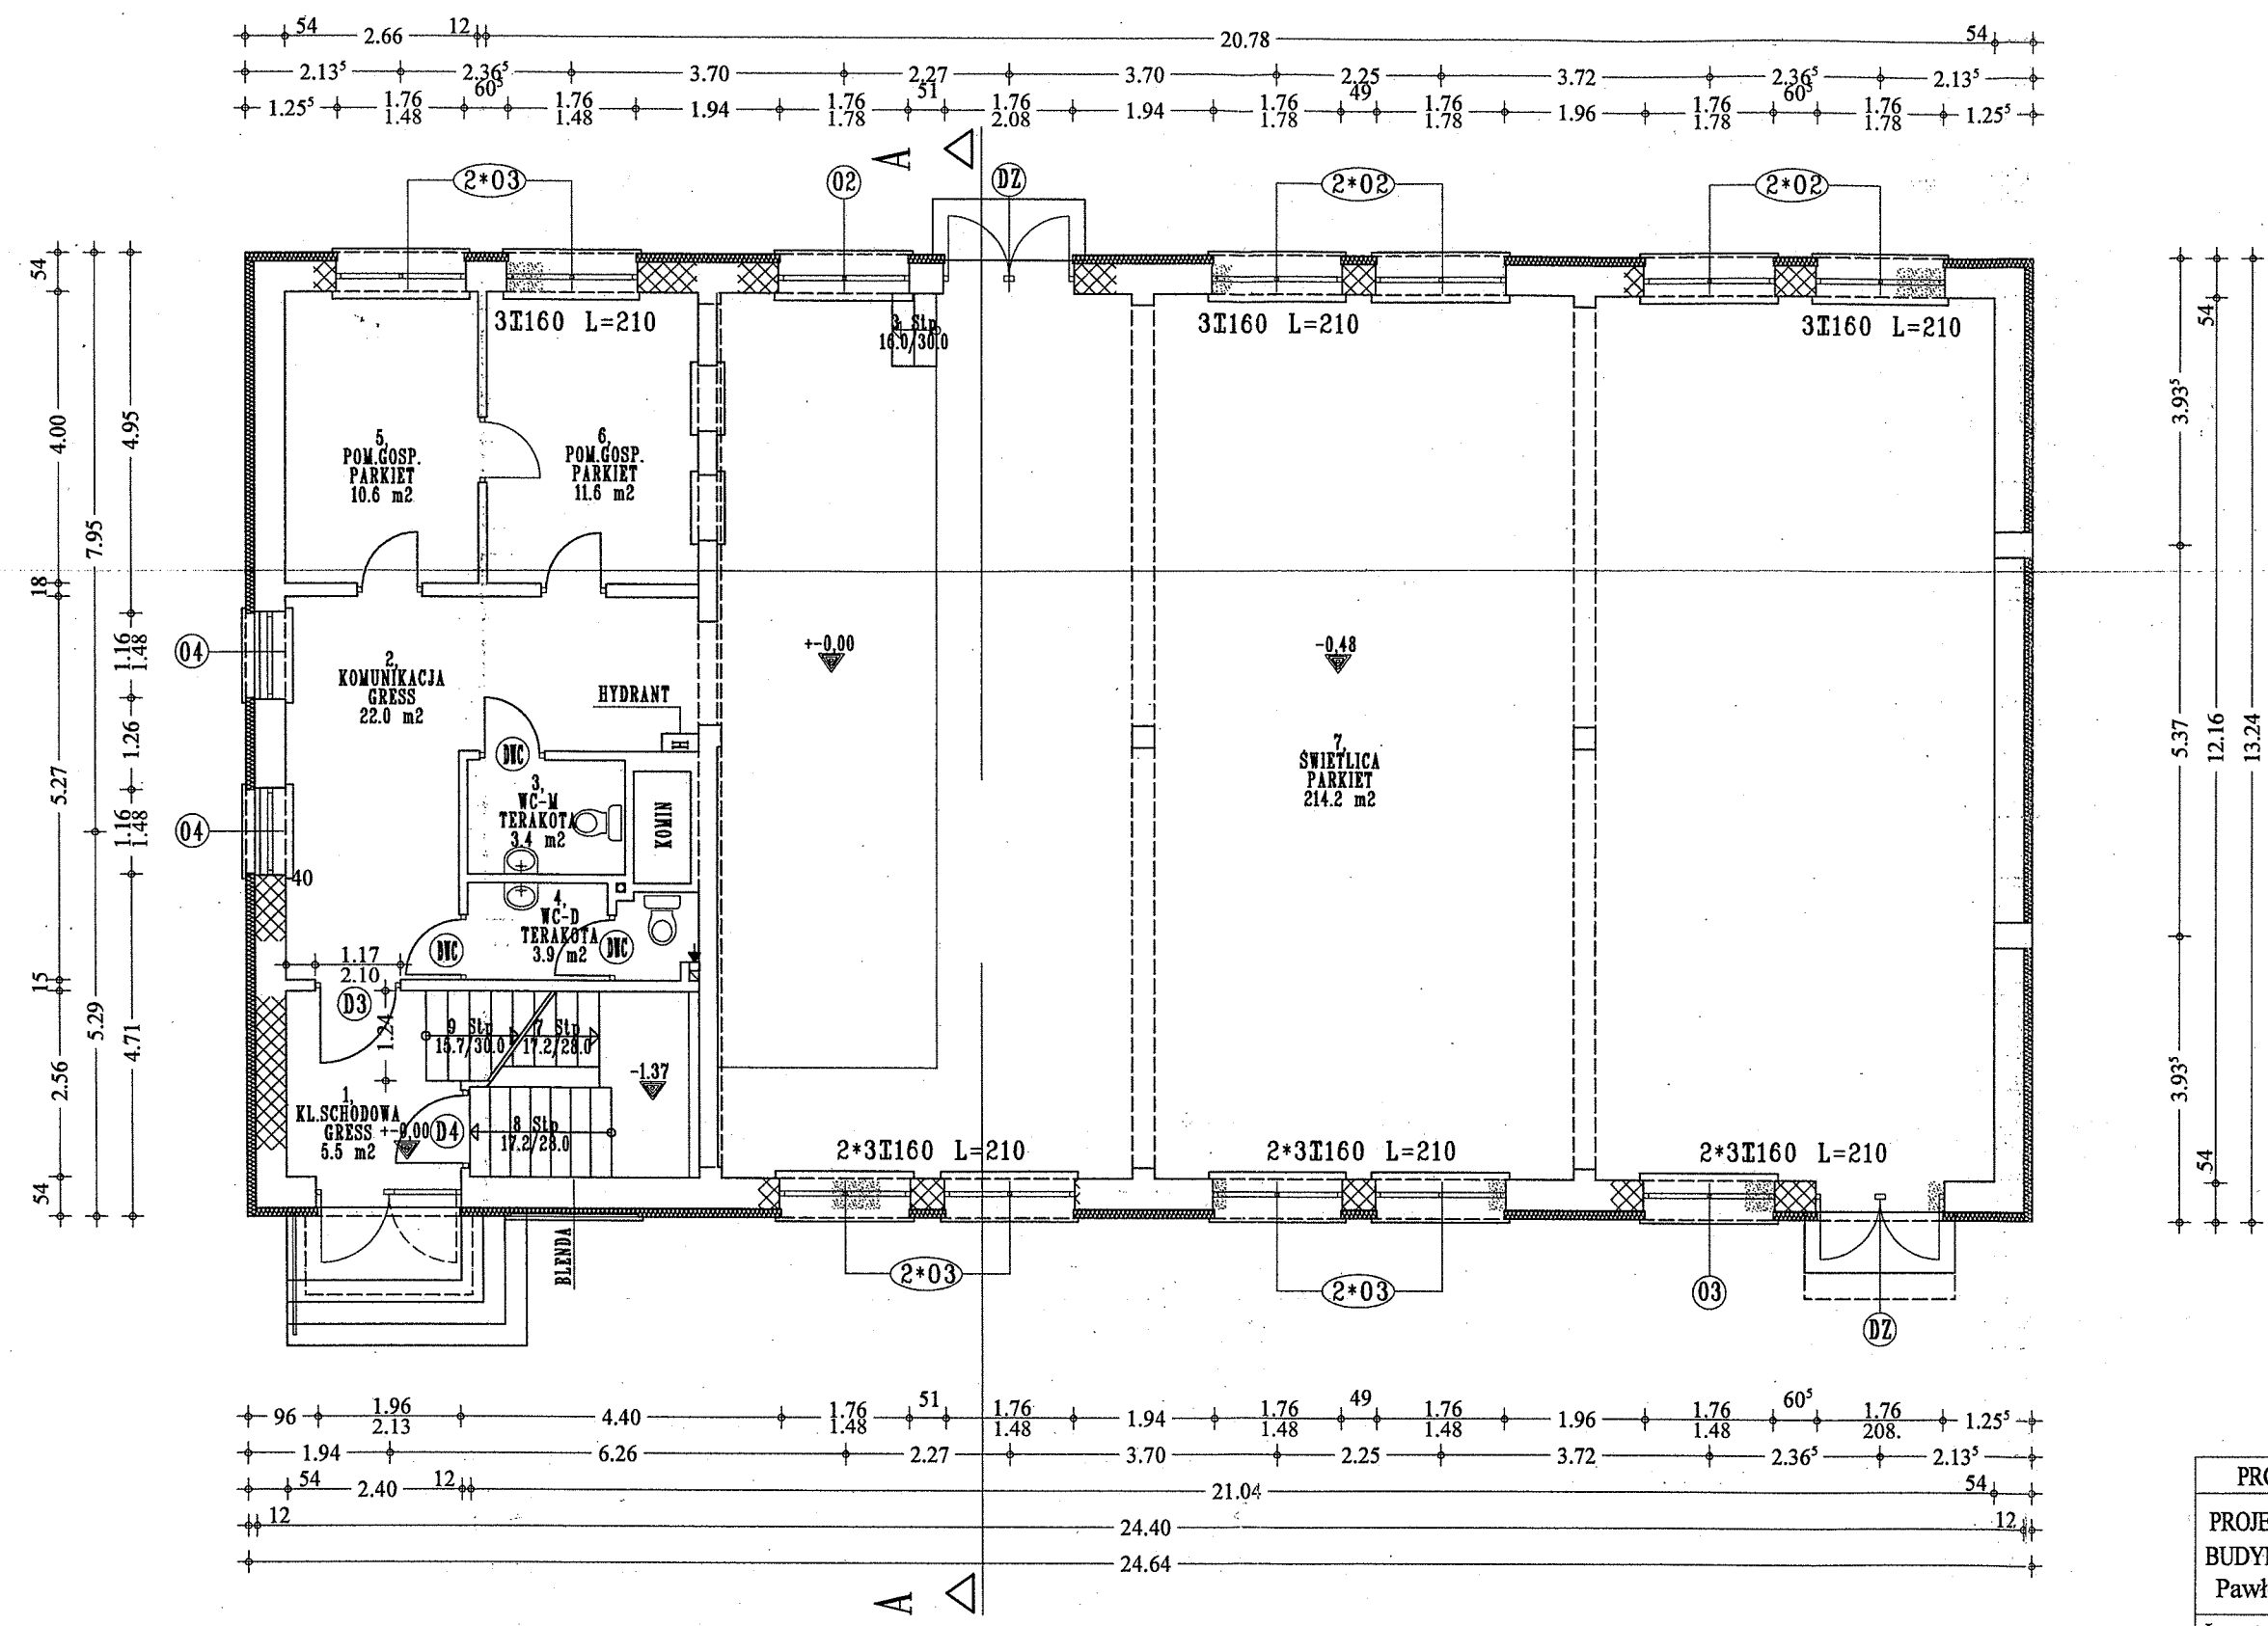 54 2.66 12 20.78 54
2.13⁵ 2.36⁵ 3.70 2.27 3.70 2.25 3.72 2.36⁵ 2.13⁵
1.25⁵ 1.76 60⁵ 1.76 1.94 1.76 51 1.76 1.94 1.76 49 1.76 1.96 1.76 60⁵ 1.76 1.25⁵
1.48 1.48 1.78 2.08 1.78 1.78 1.78 1.78
A
2*03 02 DZ 2*02 2*02
3I160 L=210
3 Stp
16.0/30.0
3I160 L=210
3I160 L=210
54
4.00
18
5.27
15
2.56
54
7.95
5.29
4.95
1.16
1.48
1.26
1.16
1.48
4.71
04
04
5,
POM.GOSP.
PARKIET
10.6 m2
6,
POM.GOSP.
PARKIET
11.6 m2
2,
KOMUNIKACJA
GRESS
22.0 m2
HYDRANT
DWC
3,
WC-M
TERAKOTA
3.4 m2
KOMIN
4,
WC-D
TERAKOTA
3.9 m2
DWC
DWC
40
1.17
2.10
D3
1.24
9 Stp
15.7/30.0
7 Stp
17.2/28.0
-1.37
1,
KL.SCHODOWA
GRESS
5.5 m2
+-0,00
D4
8 Stp
17.2/28.0
BLENDA
+-0,00
-0,48
7,
ŚWIETLICA
PARKIET
214.2 m2
2*3I160 L=210
2*3I160 L=210
2*3I160 L=210
2*03 2*03 03 DZ
54
3.93⁵
5.37
3.93⁵
54
12.16
13.24
96 1.96 4.40 1.76 51 1.76 1.94 1.76 49 1.76 1.96 1.76 60⁵ 1.76 1.25⁵
2.13 1.48 1.48 1.48 1.48 1.48 208.
1.94 6.26 2.27 3.70 2.25 3.72 2.36⁵ 2.13⁵
54 2.40 12 21.04 54
12 24.40 12
24.64
A
PRO
PROJE
BUDY
Pawł